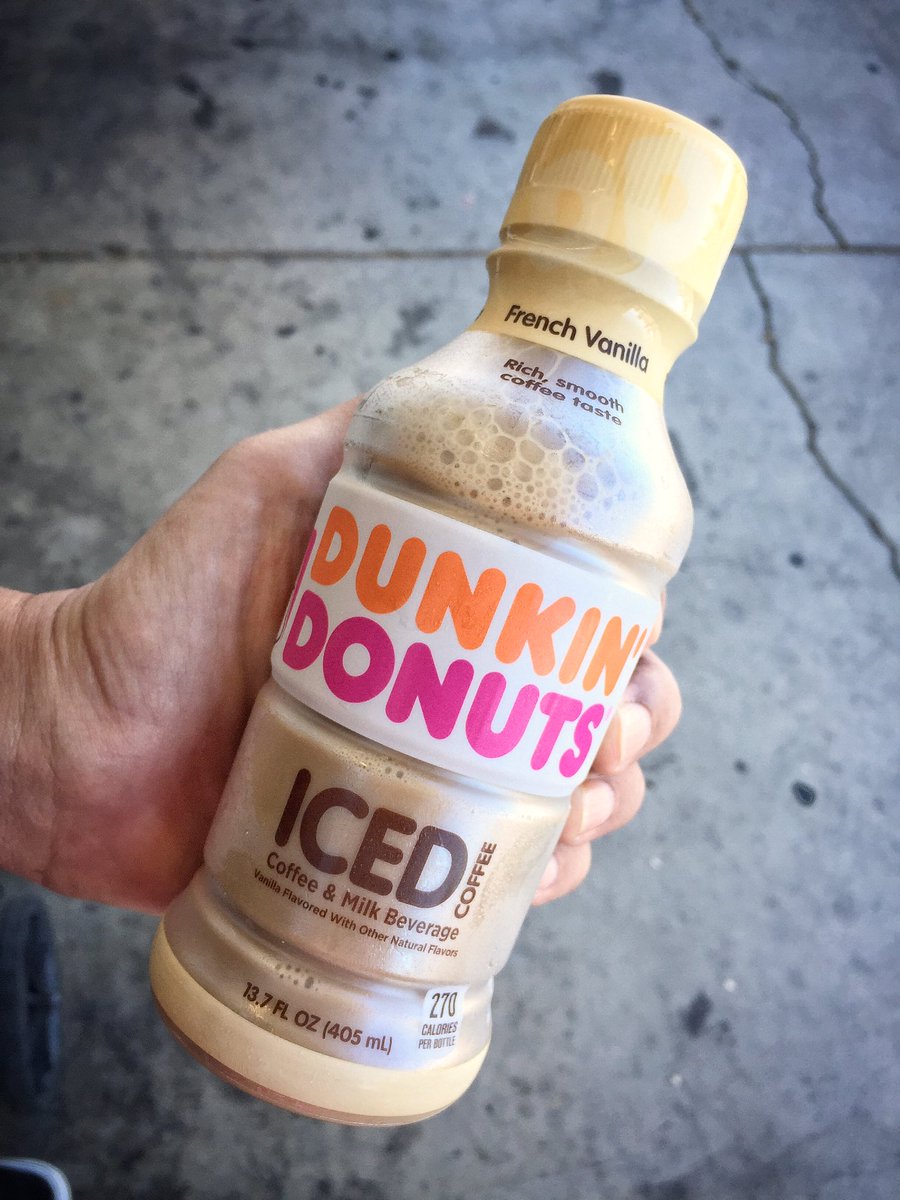 French Vanilla
Rich, smooth
coffee taste
DUNKIN'
DONUTS
ICED
COFFEE
Coffee & Milk Beverage
Vanilla Flavored With Other Natural Flavors
13.7 FL OZ (405 mL)
270
CALORIES
PER BOTTLE